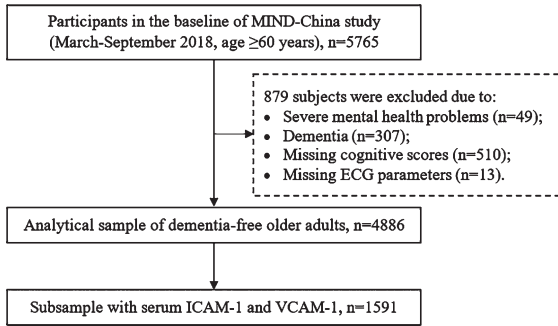 Participants in the baseline of MIND-China study
(March-September 2018, age ≥60 years), n=5765
879 subjects were excluded due to:
• Severe mental health problems (n=49);
• Dementia (n=307);
• Missing cognitive scores (n=510);
• Missing ECG parameters (n=13).
Analytical sample of dementia-free older adults, n=4886
Subsample with serum ICAM-1 and VCAM-1, n=1591